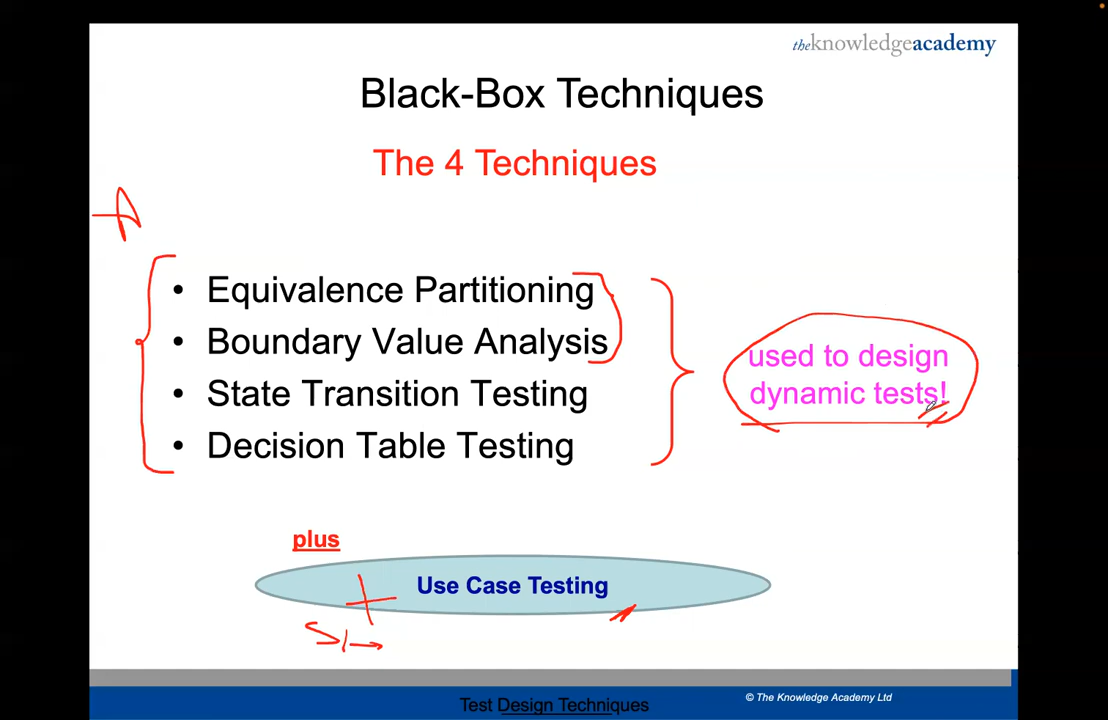 theknowledgeacademy
Black-Box Techniques
The 4 Techniques
• Equivalence Partitioning
• Boundary Value Analysis
• State Transition Testing
• Decision Table Testing
used to design
dynamic tests!
plus
Use Case Testing
Test Design Techniques
© The Knowledge Academy Ltd